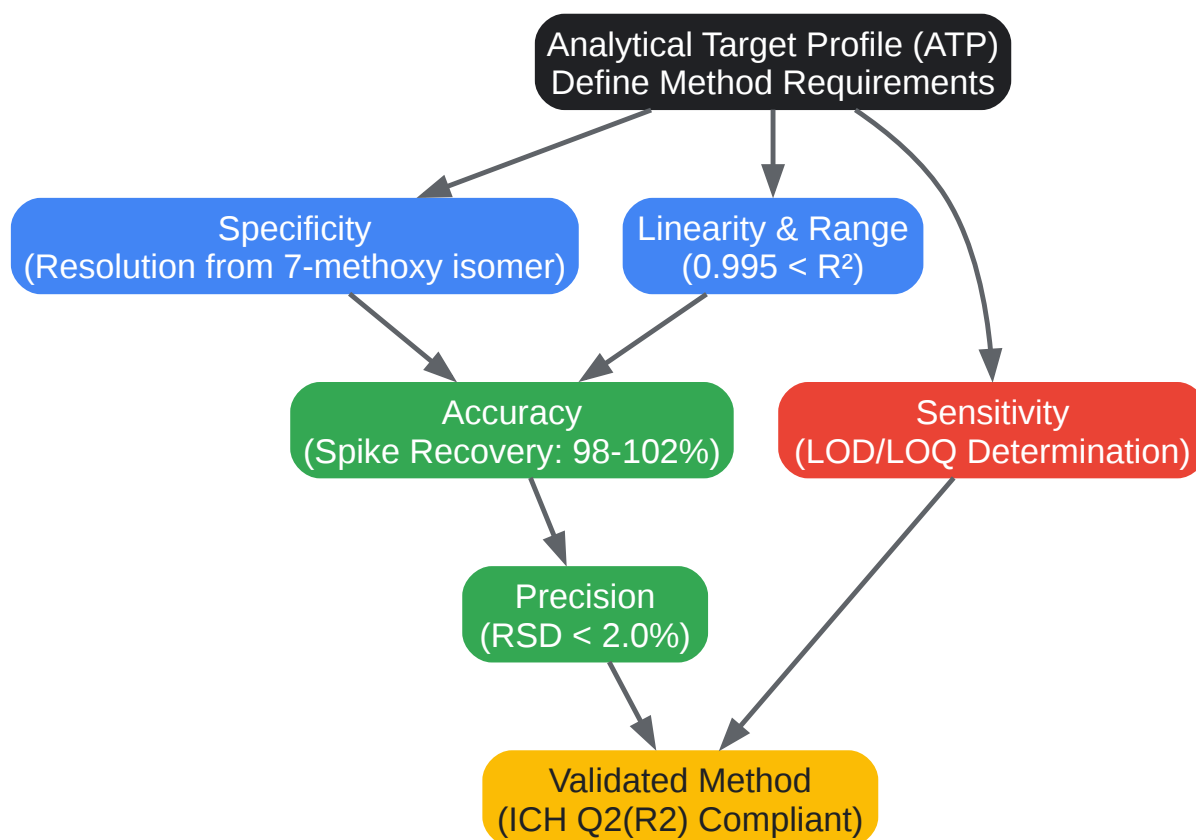 Analytical Target Profile (ATP)
Define Method Requirements
Specificity
(Resolution from 7-methoxy isomer)
Linearity & Range
(0.995 < R²)
Accuracy
(Spike Recovery: 98-102%)
Sensitivity
(LOD/LOQ Determination)
Precision
(RSD < 2.0%)
Validated Method
(ICH Q2(R2) Compliant)